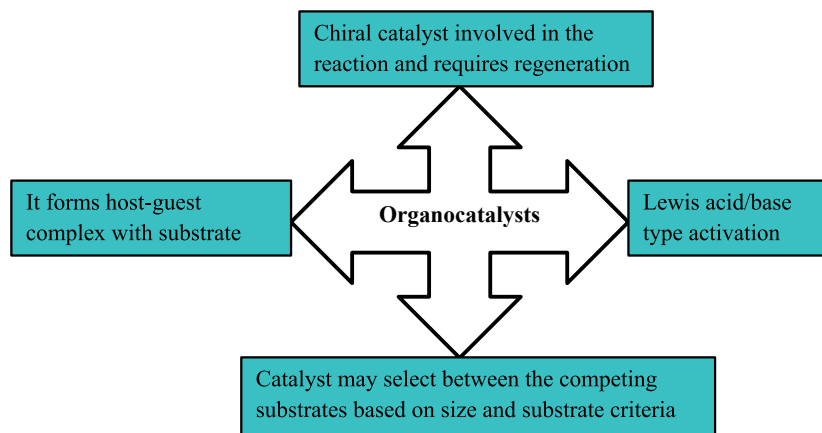 Chiral catalyst involved in the
reaction and requires regeneration
It forms host-guest
complex with substrate
Organocatalysts
Lewis acid/base
type activation
Catalyst may select between the competing
substrates based on size and substrate criteria